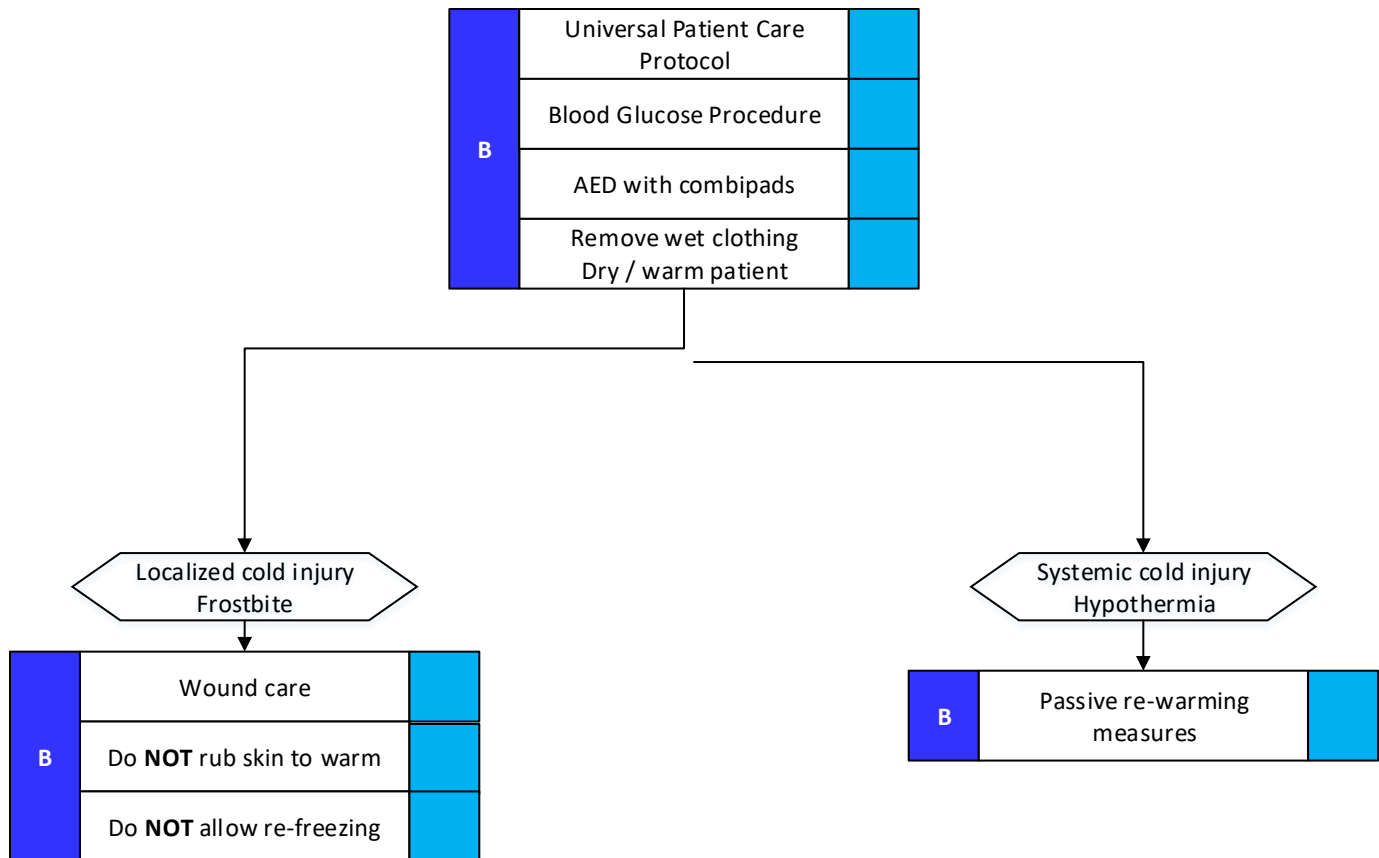 Universal Patient Care
Protocol
Blood Glucose Procedure
B
AED with combipads
Remove wet clothing
Dry / warm patient
Localized cold injury
Frostbite
Systemic cold injury
Hypothermia
Wound care
B
Do NOT rub skin to warm
Do NOT allow re-freezing
B
Passive re-warming
measures